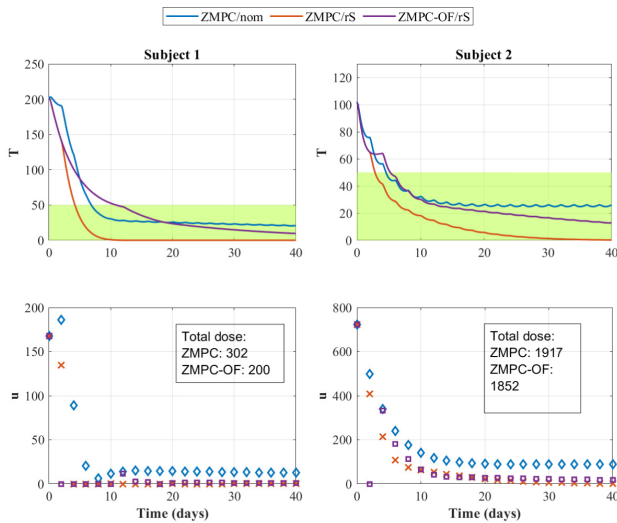 ZMPC/nom ZMPC/rS ZMPC-OF/rS
Subject 1
250
200
150
100
50
0
T
0 10 20 30 40
Subject 2
120
100
80
60
40
20
0
T
0 10 20 30 40
200
150
100
50
0
u
Total dose:
ZMPC: 302
ZMPC-OF: 200
0 10 20 30 40
Time (days)
800
600
400
200
0
u
Total dose:
ZMPC: 1917
ZMPC-OF:
1852
0 10 20 30 40
Time (days)